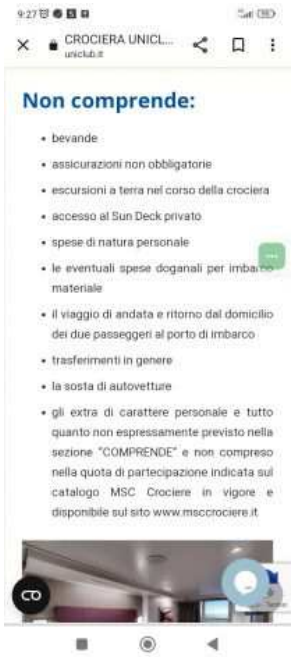 9:27
CROCIERA UNICL...
uniclub.it
Non comprende:
• bevande
• assicurazioni non obbligatorie
• escursioni a terra nel corso della crociera
• accesso al Sun Deck privato
• spese di natura personale
• le eventuali spese doganali per imbarco
materiale
• il viaggio di andata e ritorno dal domicilio
dei due passeggeri al porto di imbarco
• trasferimenti in genere
• la sosta di autovetture
• gli extra di carattere personale e tutto
quanto non espressamente previsto nella
sezione "COMPRENDE" e non compreso
nella quota di partecipazione indicata sul
catalogo MSC Crociere in vigore e
disponibile sul sito www.msccrociere.it